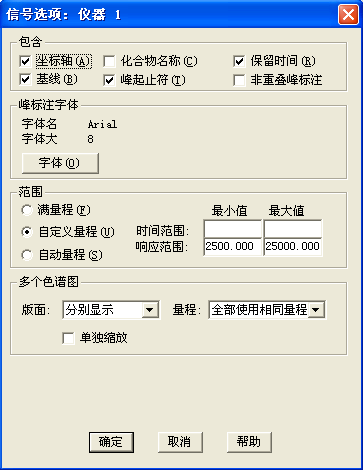 信号选项: 仪器 1
包含
坐标轴(A) 化合物名称(C) 保留时间(R)
基线(B) 峰起止符(T) 非重叠峰标注
峰标注字体
字体名 Arial
字体大 8
字体(O)
范围
最小值 最大值
满量程(F)
自定义量程(U) 时间范围:
响应范围: 2500.000 25000.000
自动量程(S)
多个色谱图
版面: 分别显示 量程: 全部使用相同量程
单独缩放
确定 取消 帮助